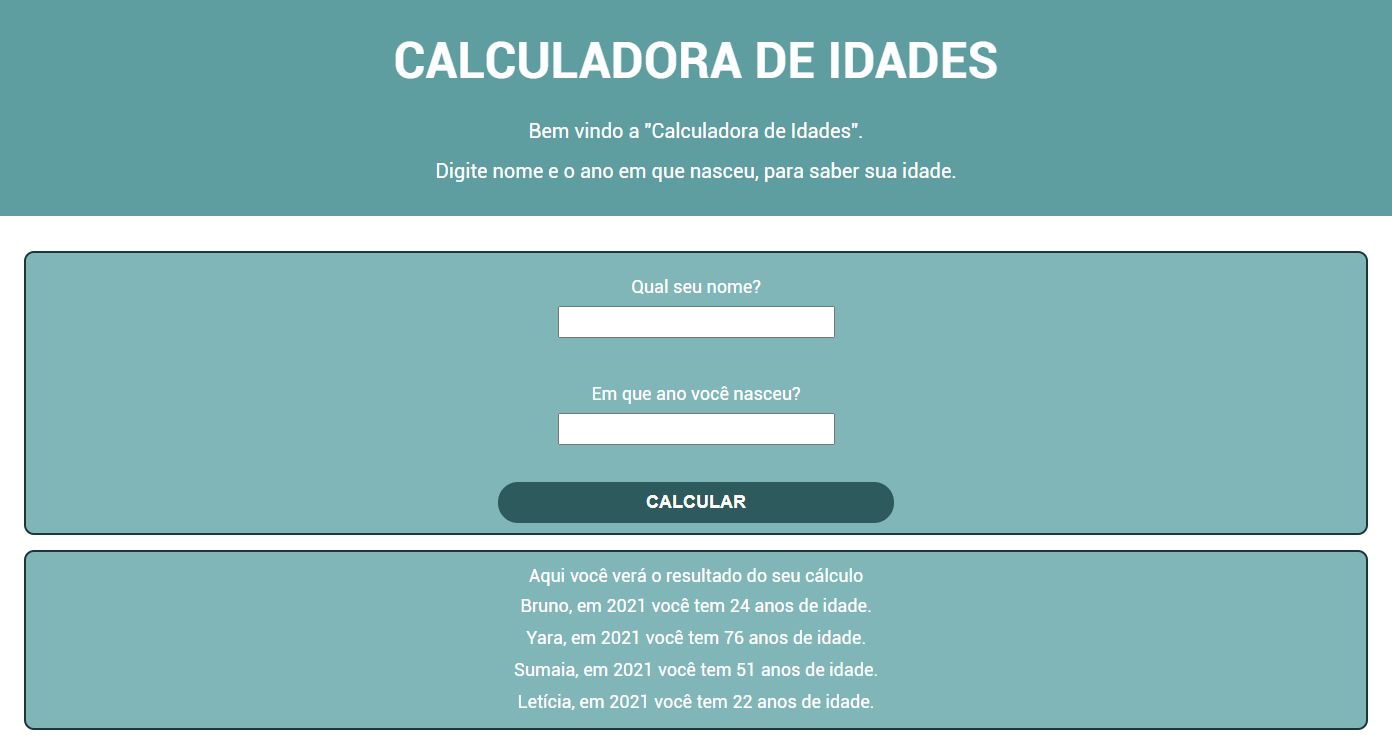 CALCULADORA DE IDADES
Bem vindo a "Calculadora de Idades".
Digite nome e o ano em que nasceu, para saber sua idade.
Qual seu nome?
Em que ano você nasceu?
CALCULAR
Aqui você verá o resultado do seu cálculo
Bruno, em 2021 você tem 24 anos de idade.
Yara, em 2021 você tem 76 anos de idade.
Sumaia, em 2021 você tem 51 anos de idade.
Letícia, em 2021 você tem 22 anos de idade.